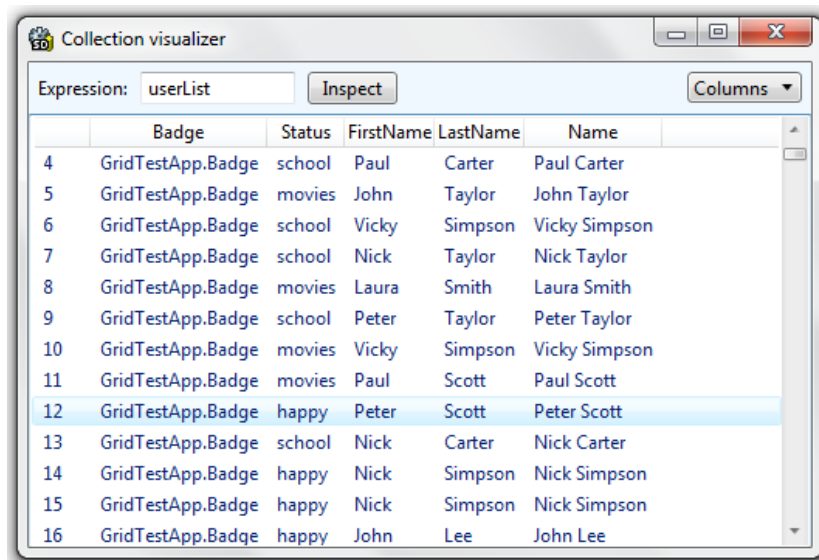 SD Collection visualizer
Expression: userList Inspect Columns
Badge Status FirstName LastName Name
4 GridTestApp.Badge school Paul Carter Paul Carter
5 GridTestApp.Badge movies John Taylor John Taylor
6 GridTestApp.Badge school Vicky Simpson Vicky Simpson
7 GridTestApp.Badge school Nick Taylor Nick Taylor
8 GridTestApp.Badge movies Laura Smith Laura Smith
9 GridTestApp.Badge school Peter Taylor Peter Taylor
10 GridTestApp.Badge movies Vicky Simpson Vicky Simpson
11 GridTestApp.Badge movies Paul Scott Paul Scott
12 GridTestApp.Badge happy Peter Scott Peter Scott
13 GridTestApp.Badge school Nick Carter Nick Carter
14 GridTestApp.Badge happy Nick Simpson Nick Simpson
15 GridTestApp.Badge happy Nick Simpson Nick Simpson
16 GridTestApp.Badge happy John Lee John Lee